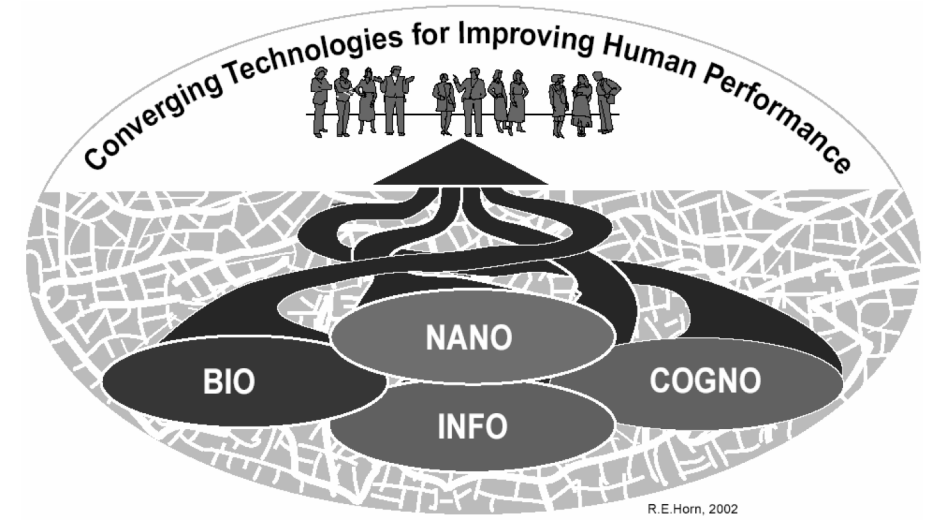 Converging Technologies for Improving Human Performance
NANO
BIO
COGNO
INFO
R.E.Horn, 2002